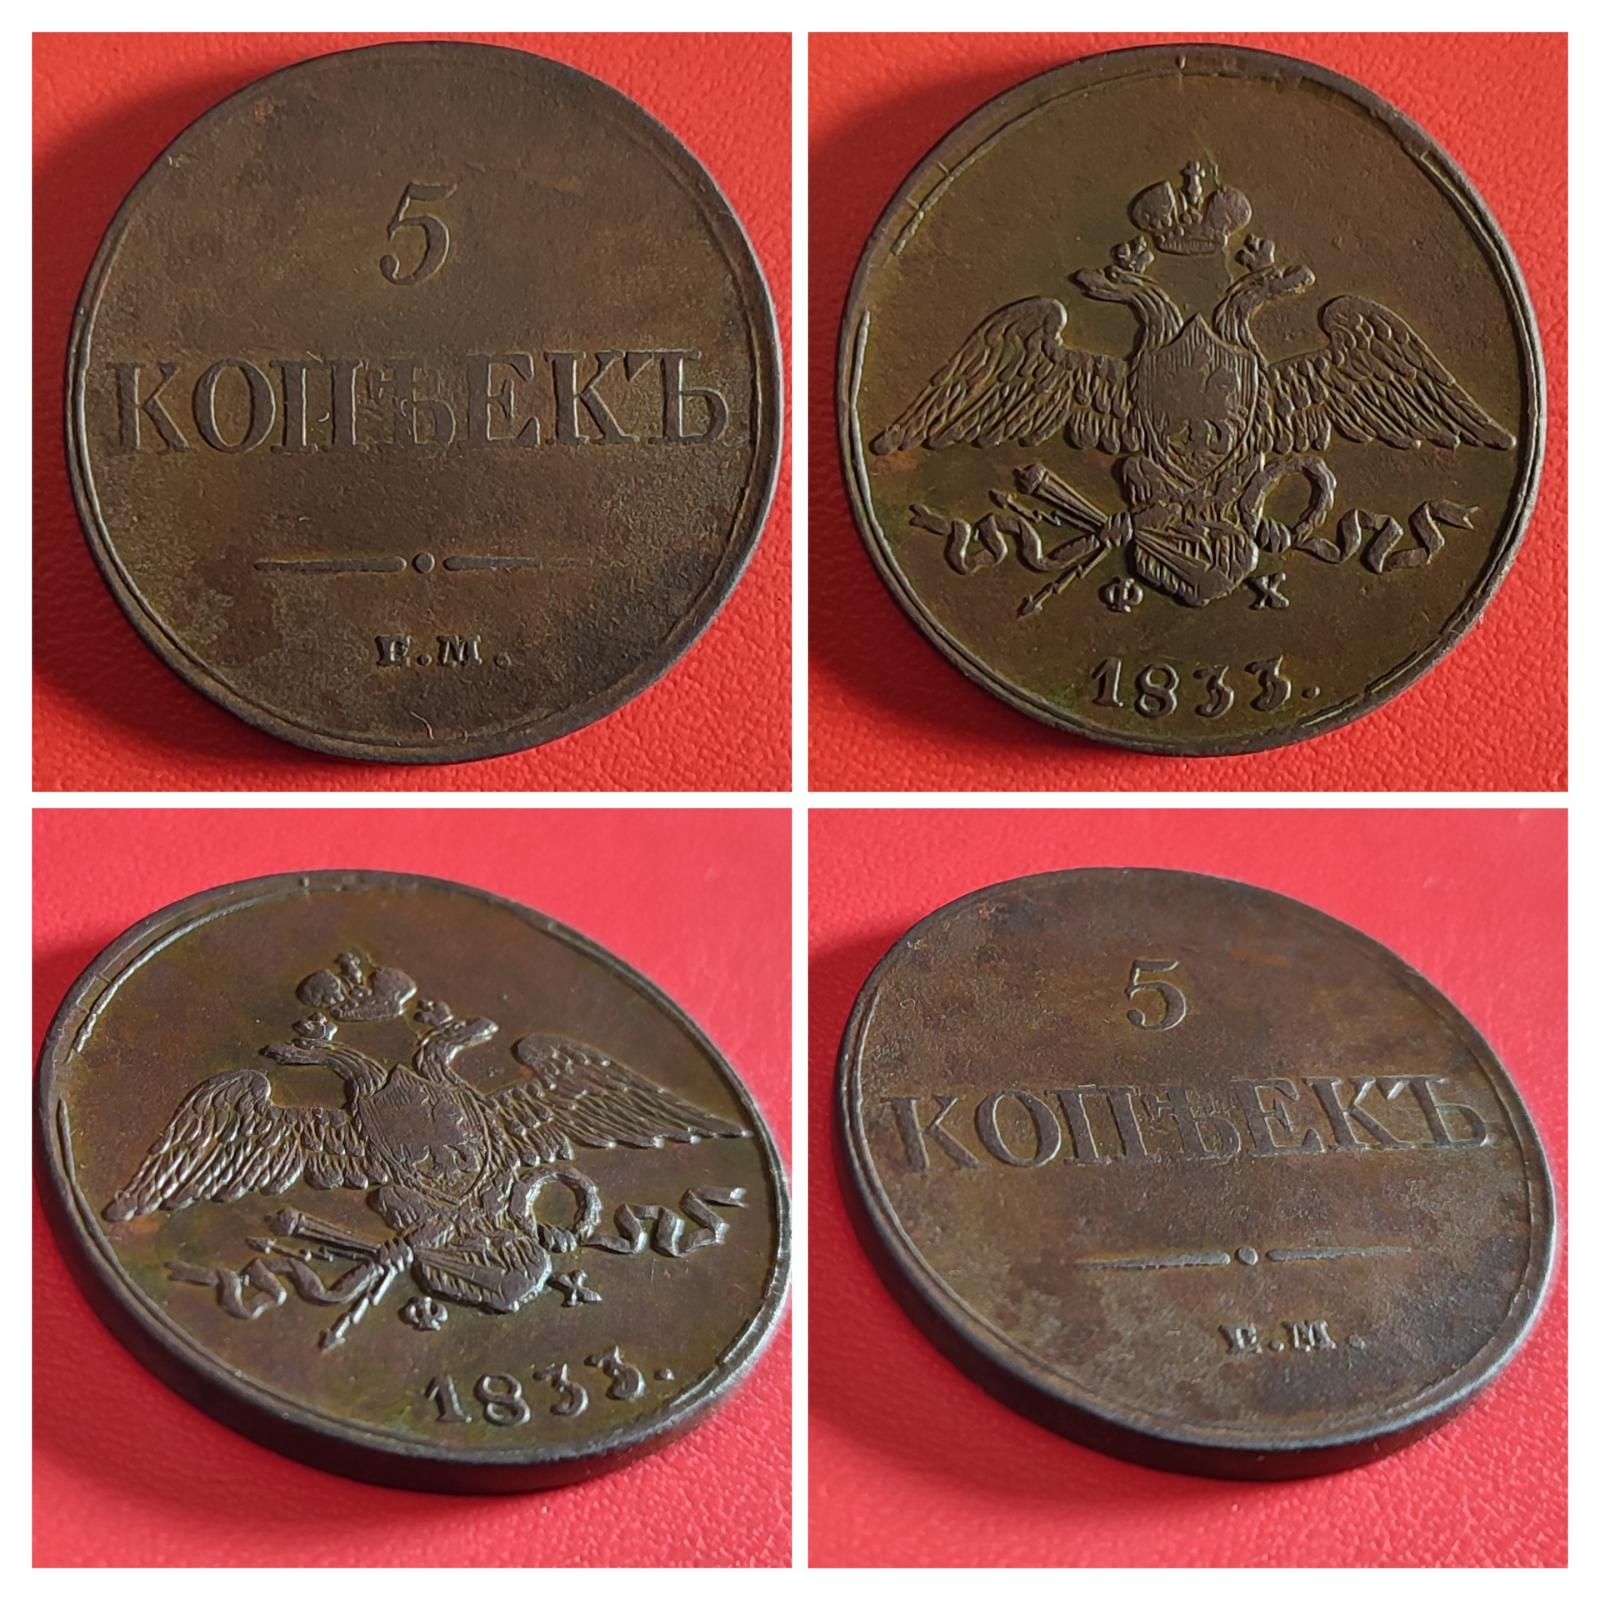 5
КОПѢЕКЪ
Е.М.
Ф Х
1833.
Ф Х
1833.
5
КОПѢЕКЪ
Е.М.